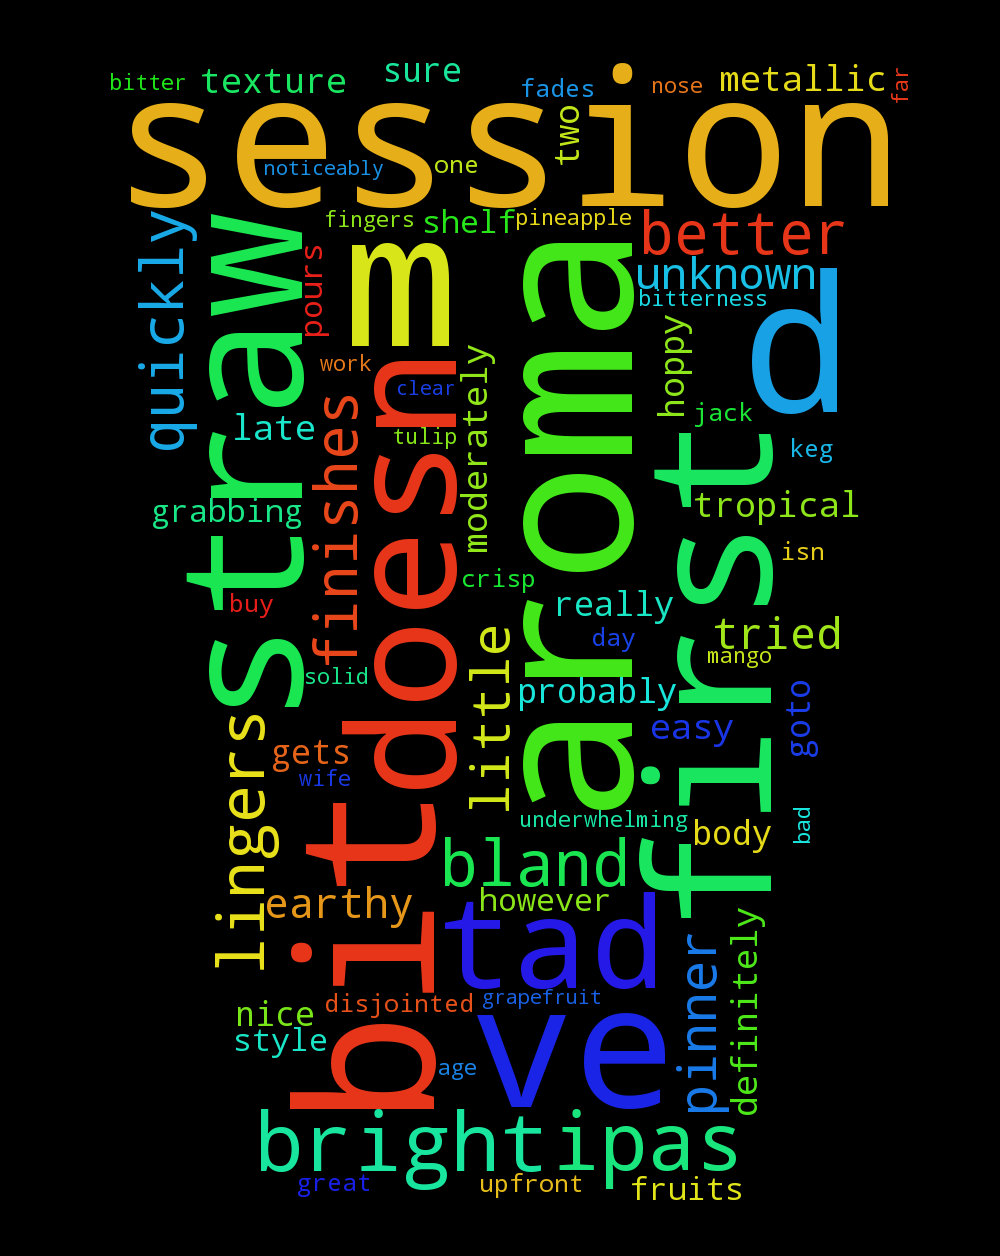 bitter
texture
sure
fades
nose
metallic
far
session
two
noticeably
one
quickly
straw
fingers
shelf
pineapple
better
pours
m
aroma
unknown
bitterness
d
work
doesn
clear
moderately
hoppy
jack
late
finishes
tulip
keg
first
grabbing
tropical
crisp
isn
buy
really
day
tried
mango
solid
little
probably
goto
lingers
easy
gets
wife
bit
underwhelming
body
bad
bland
earthy
however
tad
pinner
definitely
nice
disjointed
grapefruit
style
ve
age
bright
ipas
great
upfront
fruits